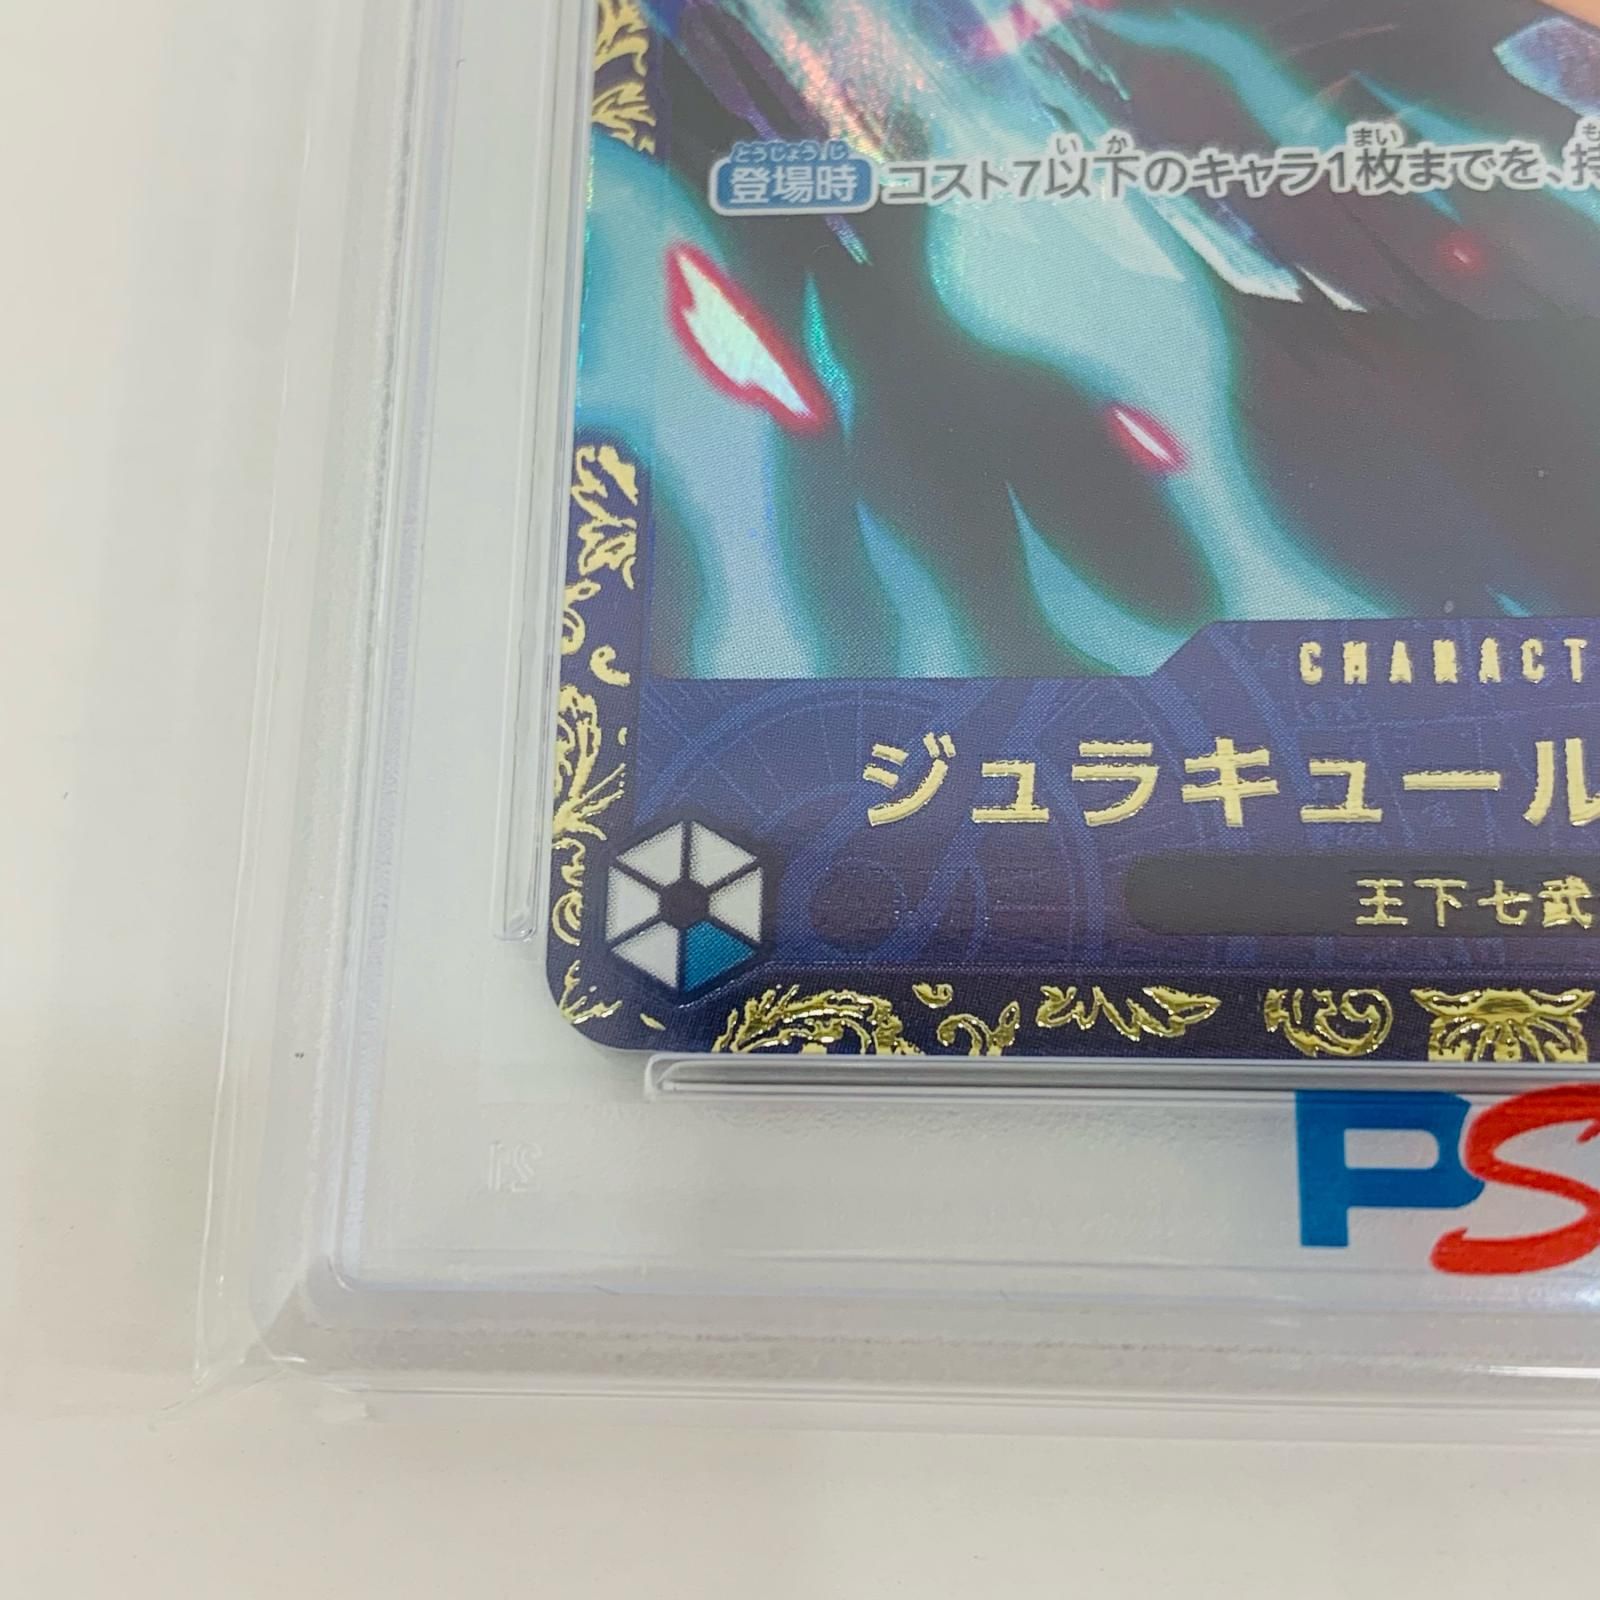 とうじょうじ いか まい も
登場時 コスト7以下のキャラ1枚までを、持
CHARACT
ジュラキュール
王下七武
PS
21